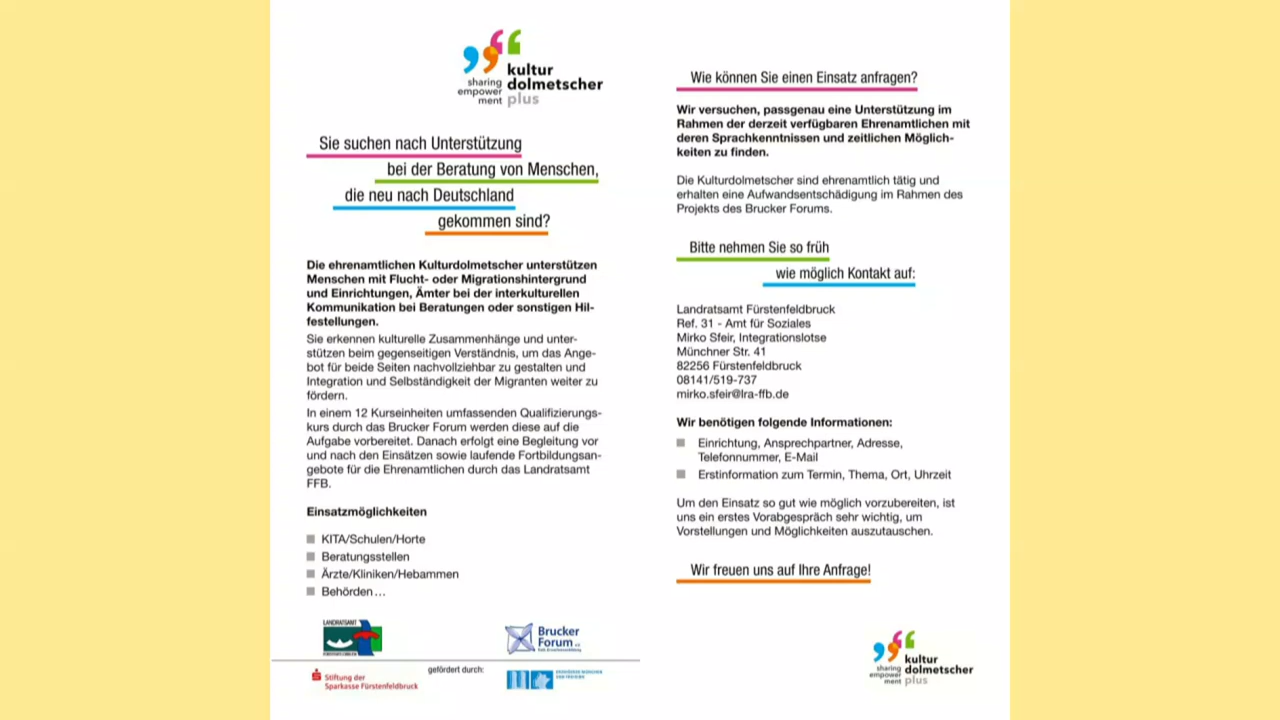 kultur
sharing dolmetscher
empower
ment plus
Sie suchen nach Unterstützung
bei der Beratung von Menschen,
die neu nach Deutschland
gekommen sind?
Die ehrenamtlichen Kulturdolmetscher unterstützen
Menschen mit Flucht- oder Migrationshintergrund
und Einrichtungen, Ämter bei der interkulturellen
Kommunikation bei Beratungen oder sonstigen Hil-
festellungen.
Sie erkennen kulturelle Zusammenhänge und unter-
stützen beim gegenseitigen Verständnis, um das Ange-
bot für beide Seiten nachvollziehbar zu gestalten und
Integration und Selbständigkeit der Migranten weiter zu
fördern.
In einem 12 Kurseinheiten umfassenden Qualifizierungs-
kurs durch das Brucker Forum werden diese auf die
Aufgabe vorbereitet. Danach erfolgt eine Begleitung vor
und nach den Einsätzen sowie laufende Fortbildungsan-
gebote für die Ehrenamtlichen durch das Landratsamt
FFB.
Einsatzmöglichkeiten
KITA/Schulen/Horte
Beratungsstellen
Ärzte/Kliniken/Hebammen
Behörden...
LANDRATSAMT
Brucker
Forum
gefördert durch:
Stiftung der
Sparkasse Fürstenfeldbruck
Wie können Sie einen Einsatz anfragen?
Wir versuchen, passgenau eine Unterstützung im
Rahmen der derzeit verfügbaren Ehrenamtlichen mit
deren Sprachkenntnissen und zeitlichen Möglich-
keiten zu finden.
Die Kulturdolmetscher sind ehrenamtlich tätig und
erhalten eine Aufwandsentschädigung im Rahmen des
Projekts des Brucker Forums.
Bitte nehmen Sie so früh
wie möglich Kontakt auf:
Landratsamt Fürstenfeldbruck
Ref. 31 - Amt für Soziales
Mirko Sfeir, Integrationslotse
Münchner Str. 41
82256 Fürstenfeldbruck
08141/519-737
mirko.sfeir@lra-ffb.de
Wir benötigen folgende Informationen:
Einrichtung, Ansprechpartner, Adresse,
Telefonnummer, E-Mail
Erstinformation zum Termin, Thema, Ort, Uhrzeit
Um den Einsatz so gut wie möglich vorzubereiten, ist
uns ein erstes Vorabgespräch sehr wichtig, um
Vorstellungen und Möglichkeiten auszutauschen.
Wir freuen uns auf Ihre Anfrage!
kultur
sharing dolmetscher
empower
ment plus